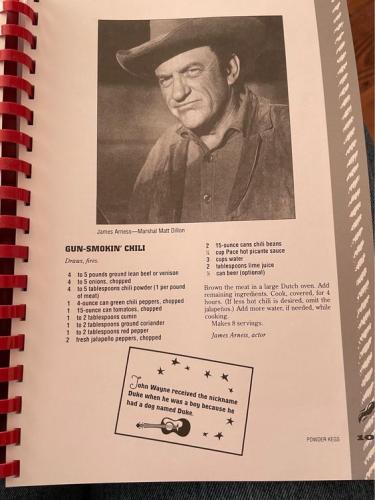 James Arness—Marshal Matt Dillon
GUN-SMOKIN' CHILI
Draws, fires.
4 to 5 pounds ground lean beef or venison
4 to 5 onions, chopped
4 to 5 tablespoons chili powder (1 per pound
of meat)
1 4-ounce can green chili peppers, chopped
1 15-ounce can tomatoes, chopped
1 to 2 tablespoons cumin
1 to 2 tablespoons ground coriander
1 to 2 tablespoons red pepper
2 fresh jalapeño peppers, chopped
2 15-ounce cans chili beans
cup Pace hot picante sauce
3 cups water
2 tablespoons lime juice
can beer (optional)
Brown the meat in a large Dutch oven. Add
remaining ingredients. Cook, covered, for 4
hours. (If less hot chili is desired, omit the
jalapeños.) Add more water, if needed, while
cooking.
Makes 8 servings.
James Arness, actor
John Wayne received the nickname
Duke when he was a boy because he
had a dog named Duke.
POWDER KEGS